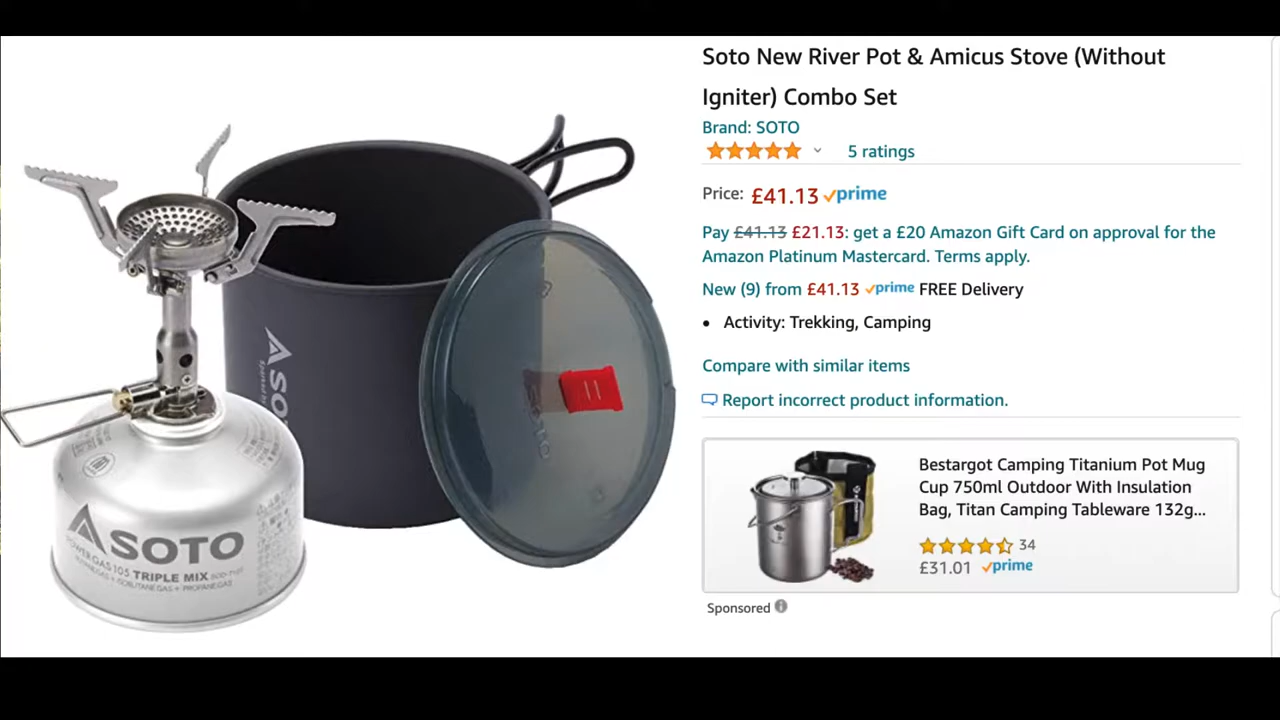 Soto New River Pot & Amicus Stove (Without
Igniter) Combo Set
Brand: SOTO
5 ratings
Price: £41.13 prime
Pay £41.13 £21.13: get a £20 Amazon Gift Card on approval for the
Amazon Platinum Mastercard. Terms apply.
New (9) from £41.13 prime FREE Delivery
• Activity: Trekking, Camping
Compare with similar items
Report incorrect product information.
Bestargot Camping Titanium Pot Mug
Cup 750ml Outdoor With Insulation
Bag, Titan Camping Tableware 132g...
34
£31.01 prime
Sponsored
SOTO
SOTO
SOTO
POWER GAS 105 TRIPLE MIX